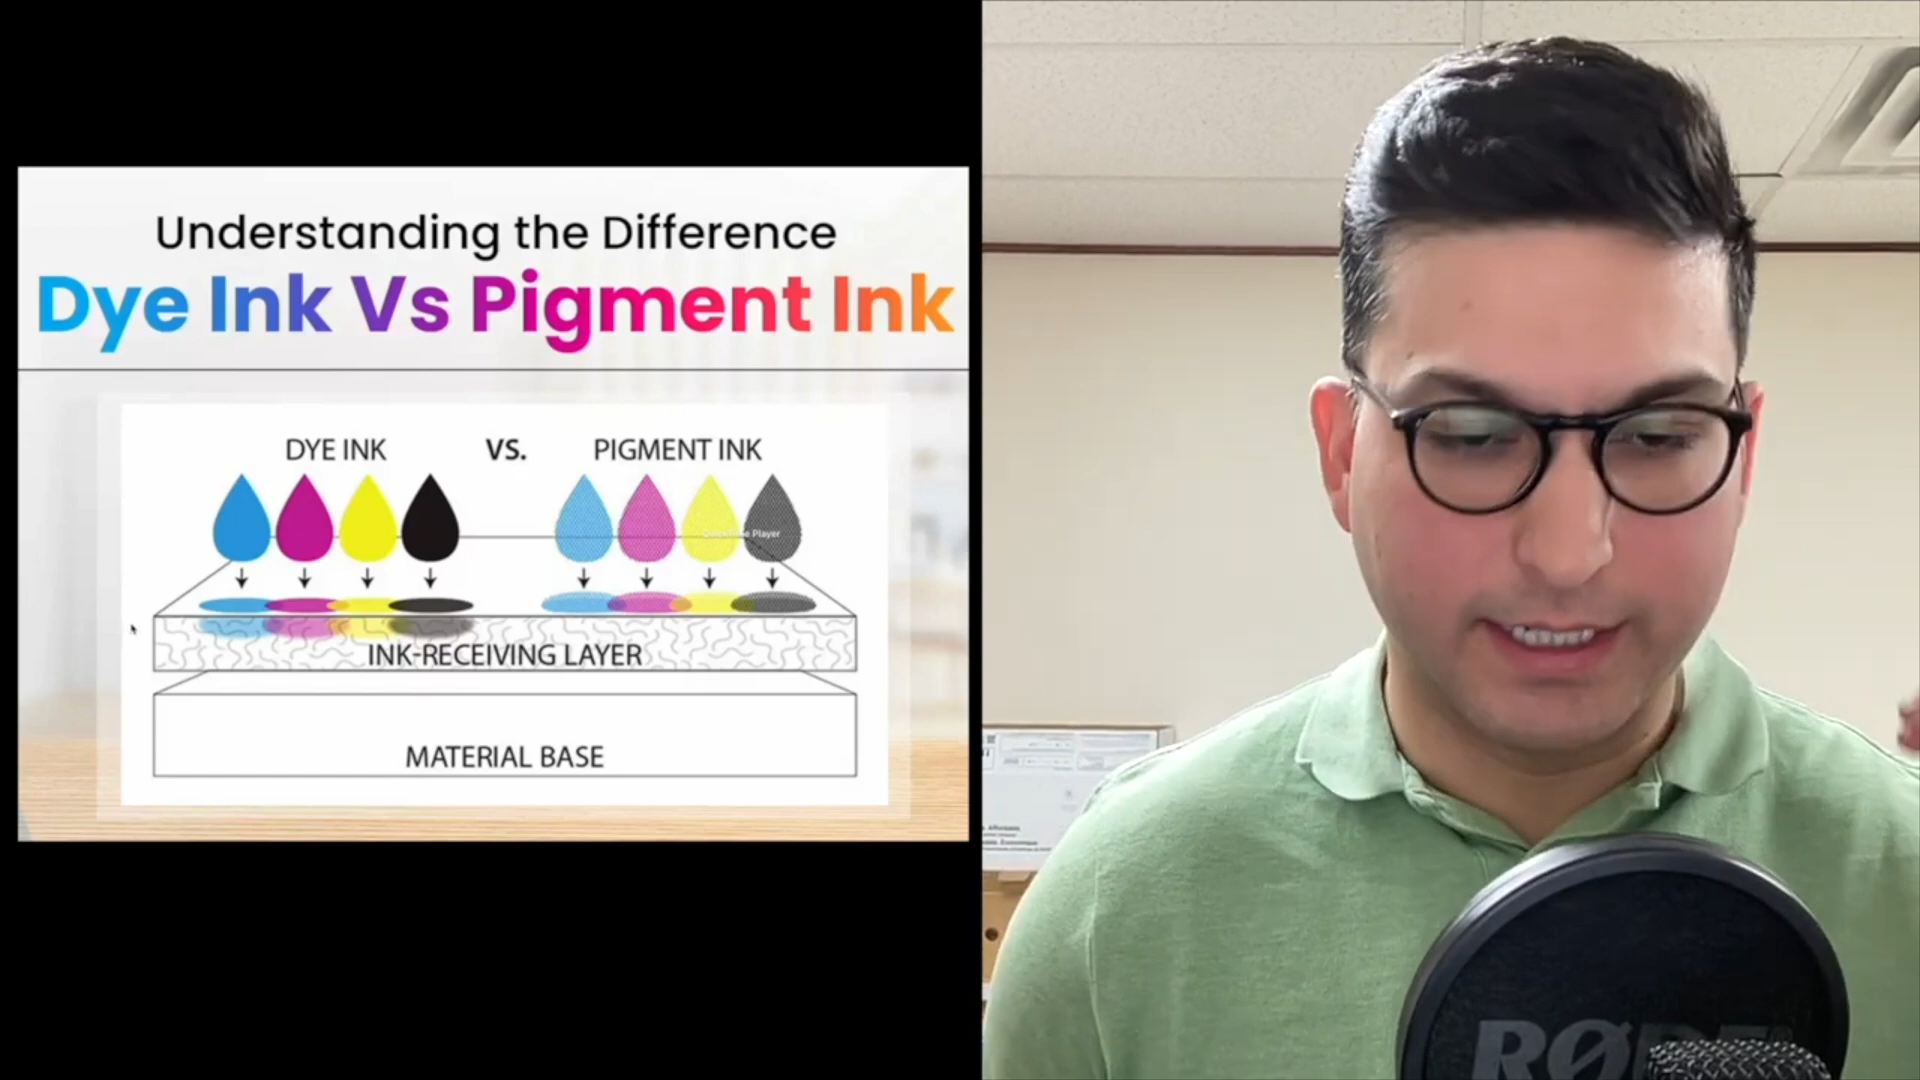 Understanding the Difference
Dye Ink Vs Pigment Ink
DYE INK VS. PIGMENT INK
Player
INK-RECEIVING LAYER
MATERIAL BASE
RØDE